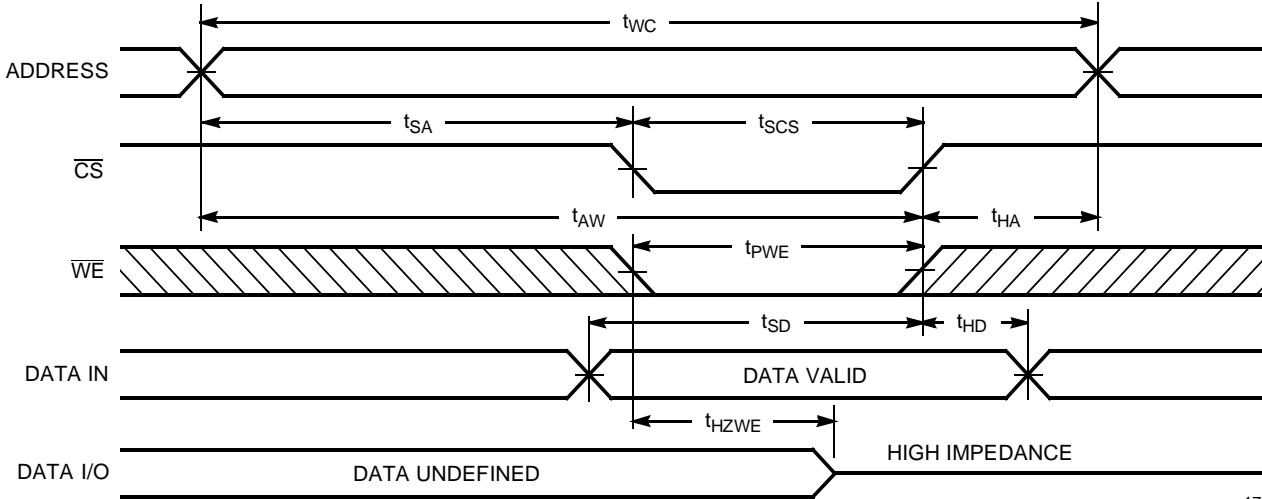 tWC
ADDRESS
tSA
tSCS
CS
tAW
tHA
WE
tPWE
tSD
tHD
DATA IN
DATA VALID
tHZWE
DATA I/O
DATA UNDEFINED
HIGH IMPEDANCE